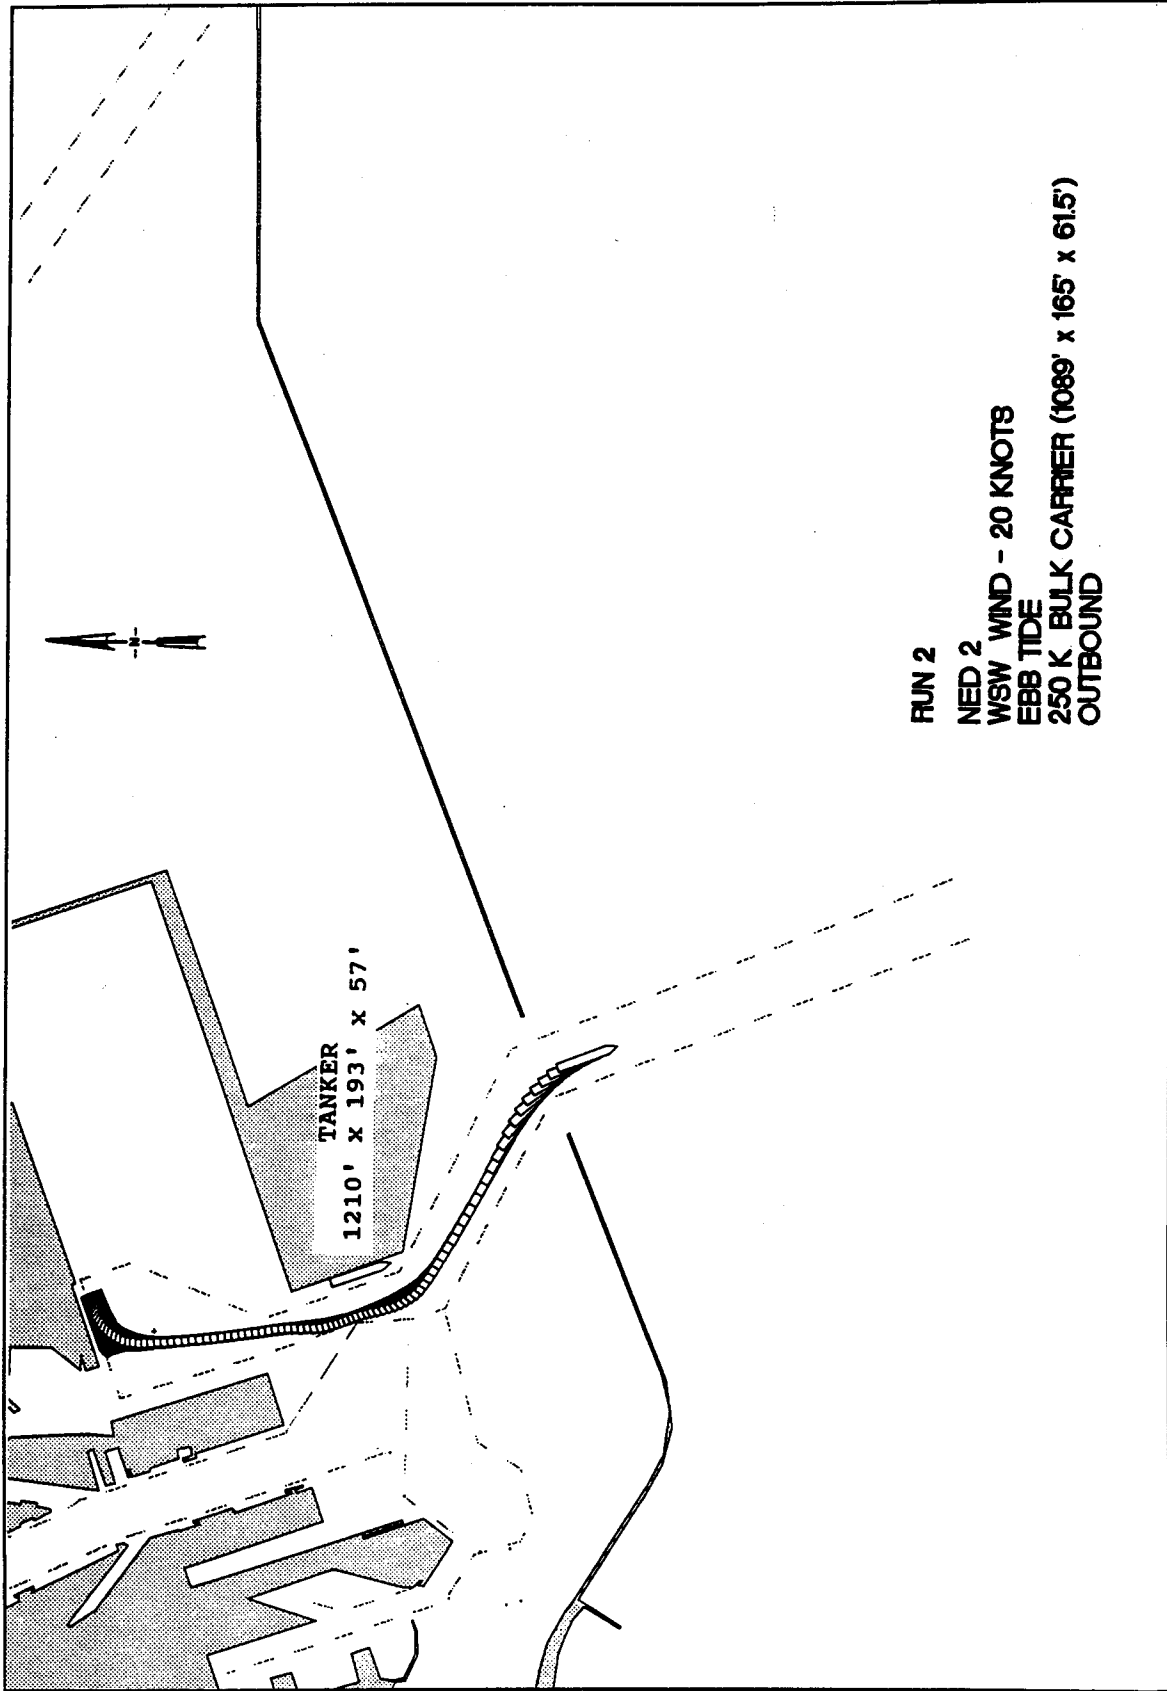 TANKER
1210' x 193' x 57'
N
RUN 2
NED 2
WSW WIND - 20 KNOTS
EBB TIDE
250 K BULK CARRIER (1089' x 165' x 61.5')
OUTBOUND